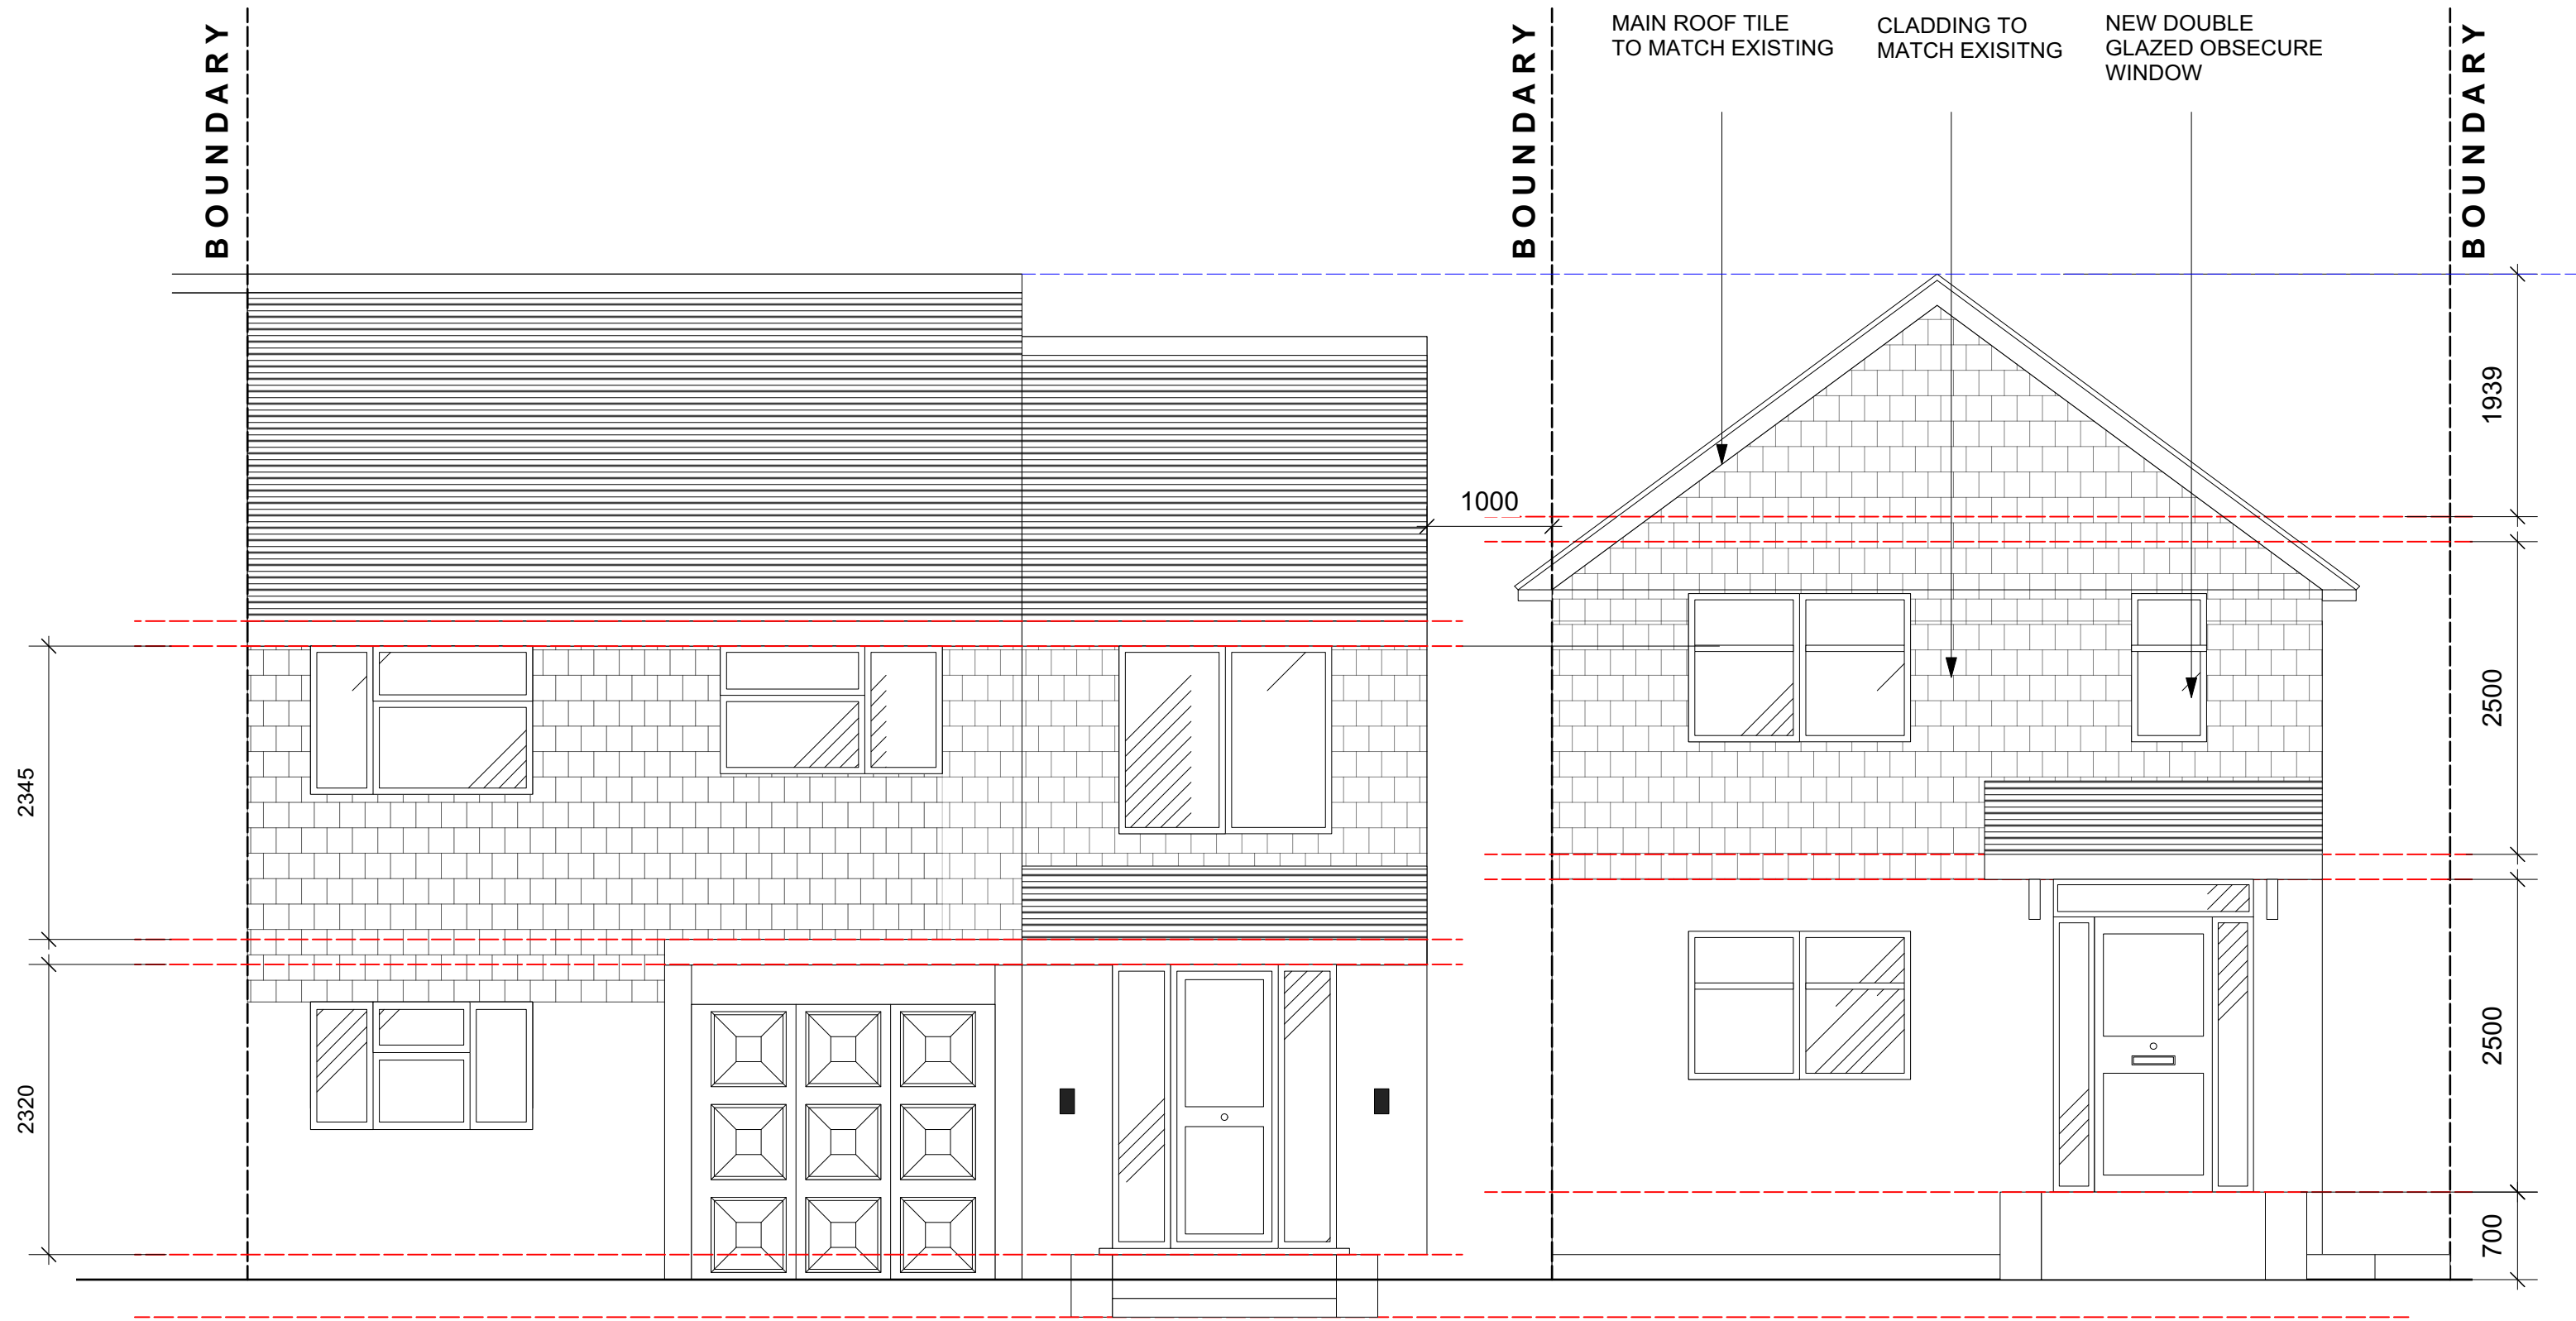 BOUNDARY
BOUNDARY
MAIN ROOF TILE
TO MATCH EXISTING
CLADDING TO
MATCH EXISITNG
NEW DOUBLE
GLAZED OBSECURE
WINDOW
BOUNDARY
1939
1000
2500
2345
2500
2320
700